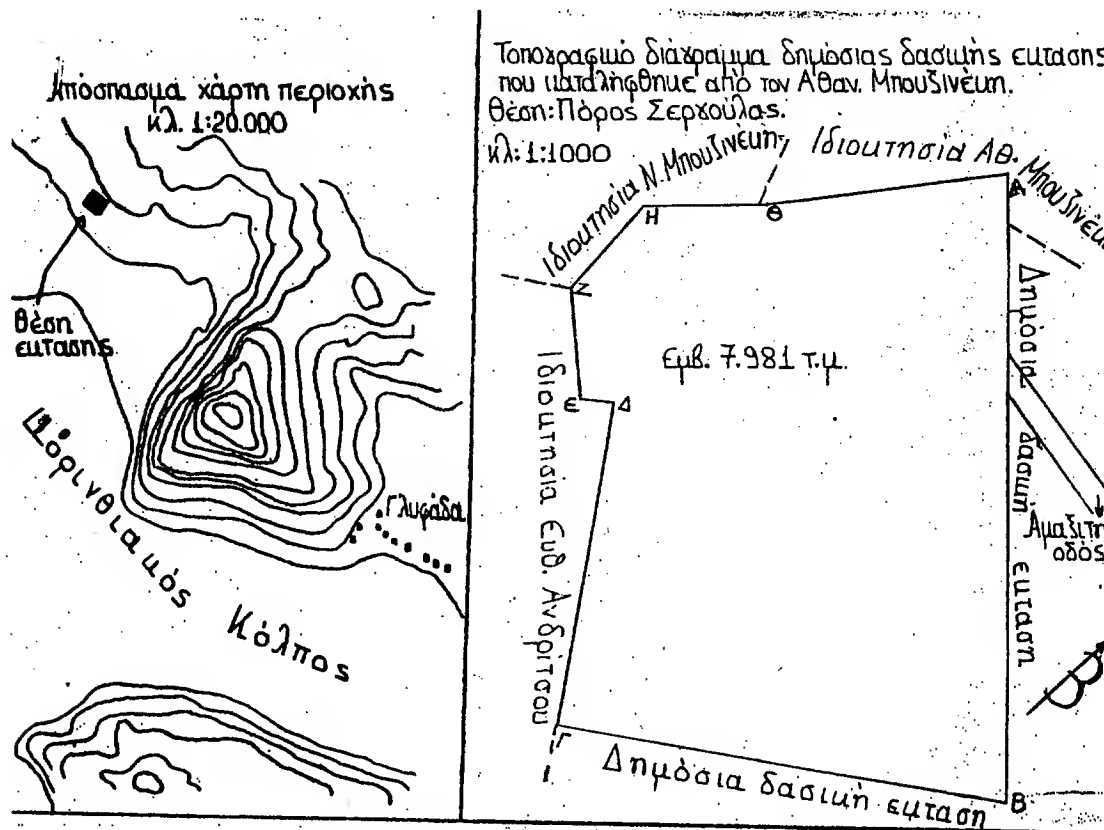 Απόσπασμα χάρτη περιοχής
κλ. 1:20.000
θέση
εκτασης
Κορινθιακός Κόλπος
Γλυφάδα
Τοπογραφικό διάγραμμα δημόσιας δασικής εκτασης
που καταλήφθηκε από τον Αθαν. Μπουζινέκη.
Θέση: Πόρος Σεργούλας.
κλ: 1:1000
Ιδιοκτησία Ν. Μπουζινέκη
Ιδιοκτησία Αθ. Μπουζινέκη
Α
Η
Θ
Ζ
Ε
Δ
Εμβ. 7.981 τ.μ.
Ιδιοκτησία Ευθ. Ανδρίτσου
Δημόσια δασική εκταση
Αμαξιτή
οδός
Β
Γ
Β
Δημόσια δασική εκταση